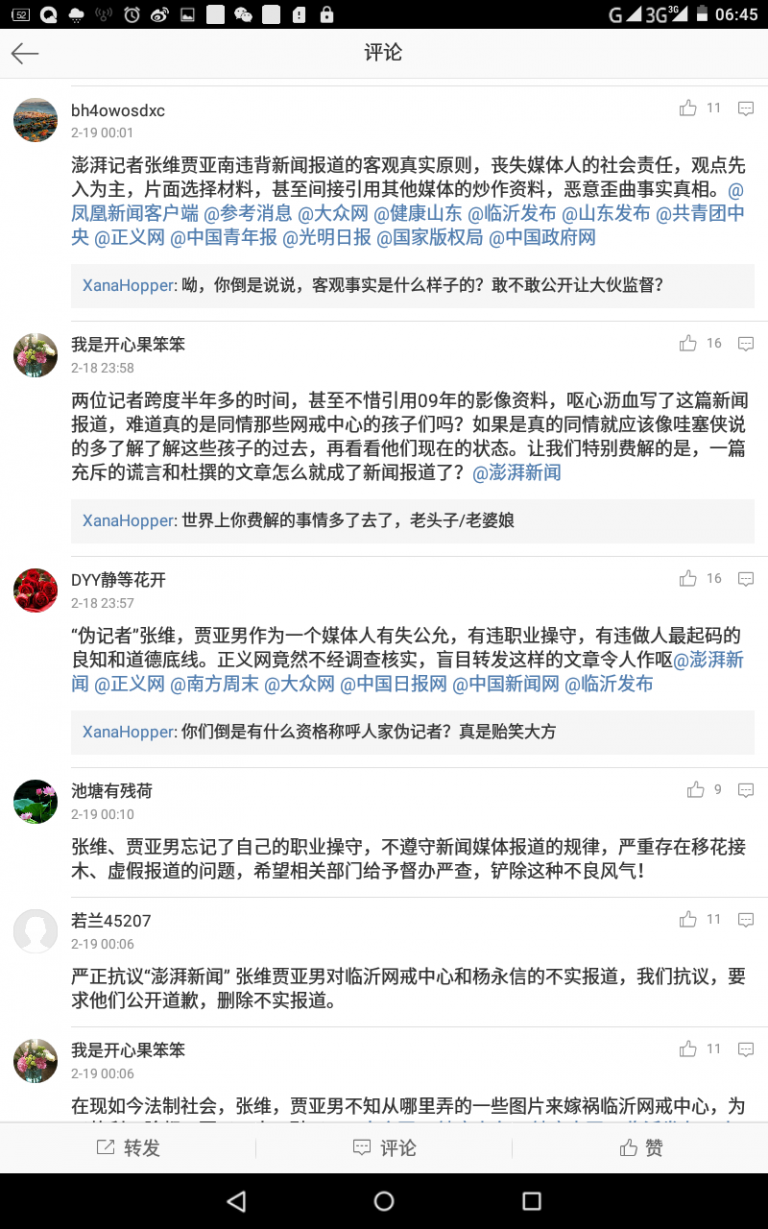 52
G 3G 3G 06:45
评论
bh4owosdxc
11
2-19 00:01
澎湃记者张维贾亚南违背新闻报道的客观真实原则，丧失媒体人的社会责任，观点先
入为主，片面选择材料，甚至间接引用其他媒体的炒作资料，恶意歪曲事实真相。@
凤凰新闻客户端 @参考消息 @大众网 @健康山东 @临沂发布 @山东发布 @共青团中
央 @正义网 @中国青年报 @光明日报 @国家版权局 @中国政府网
XanaHopper: 呦，你倒是说说，客观事实是什么样子的？敢不敢公开让大伙监督？
我是开心果笨笨
16
2-18 23:58
两位记者跨度半年多的时间，甚至不惜引用09年的影像资料，呕心沥血写了这篇新闻
报道，难道真的是同情那些网戒中心的孩子们吗？如果是真的同情就应该像哇塞侠说
的多了解了解这些孩子的过去，再看看他们现在的状态。让我们特别费解的是，一篇
充斥的谎言和杜撰的文章怎么就成了新闻报道了？@澎湃新闻
XanaHopper: 世界上你费解的事情多了去了，老头子/老婆娘
DYY静等花开
16
2-18 23:57
“伪记者”张维，贾亚男作为一个媒体人有失公允，有违职业操守，有违做人最起码的
良知和道德底线。正义网竟然不经调查核实，盲目转发这样的文章令人作呕@澎湃新
闻 @正义网 @南方周末 @大众网 @中国日报网 @中国新闻网 @临沂发布
XanaHopper: 你们倒是有什么资格称呼人家伪记者？真是贻笑大方
池塘有残荷
9
2-19 00:10
张维、贾亚男忘记了自己的职业操守，不遵守新闻媒体报道的规律，严重存在移花接
木、虚假报道的问题，希望相关部门给予督办严查，铲除这种不良风气！
若兰45207
11
2-19 00:06
严正抗议“澎湃新闻” 张维贾亚男对临沂网戒中心和杨永信的不实报道，我们抗议，要
求他们公开道歉，删除不实报道。
我是开心果笨笨
11
2-19 00:06
在现如今法制社会，张维，贾亚男不知从哪里弄的一些图片来嫁祸临沂网戒中心，为
转发 评论 赞